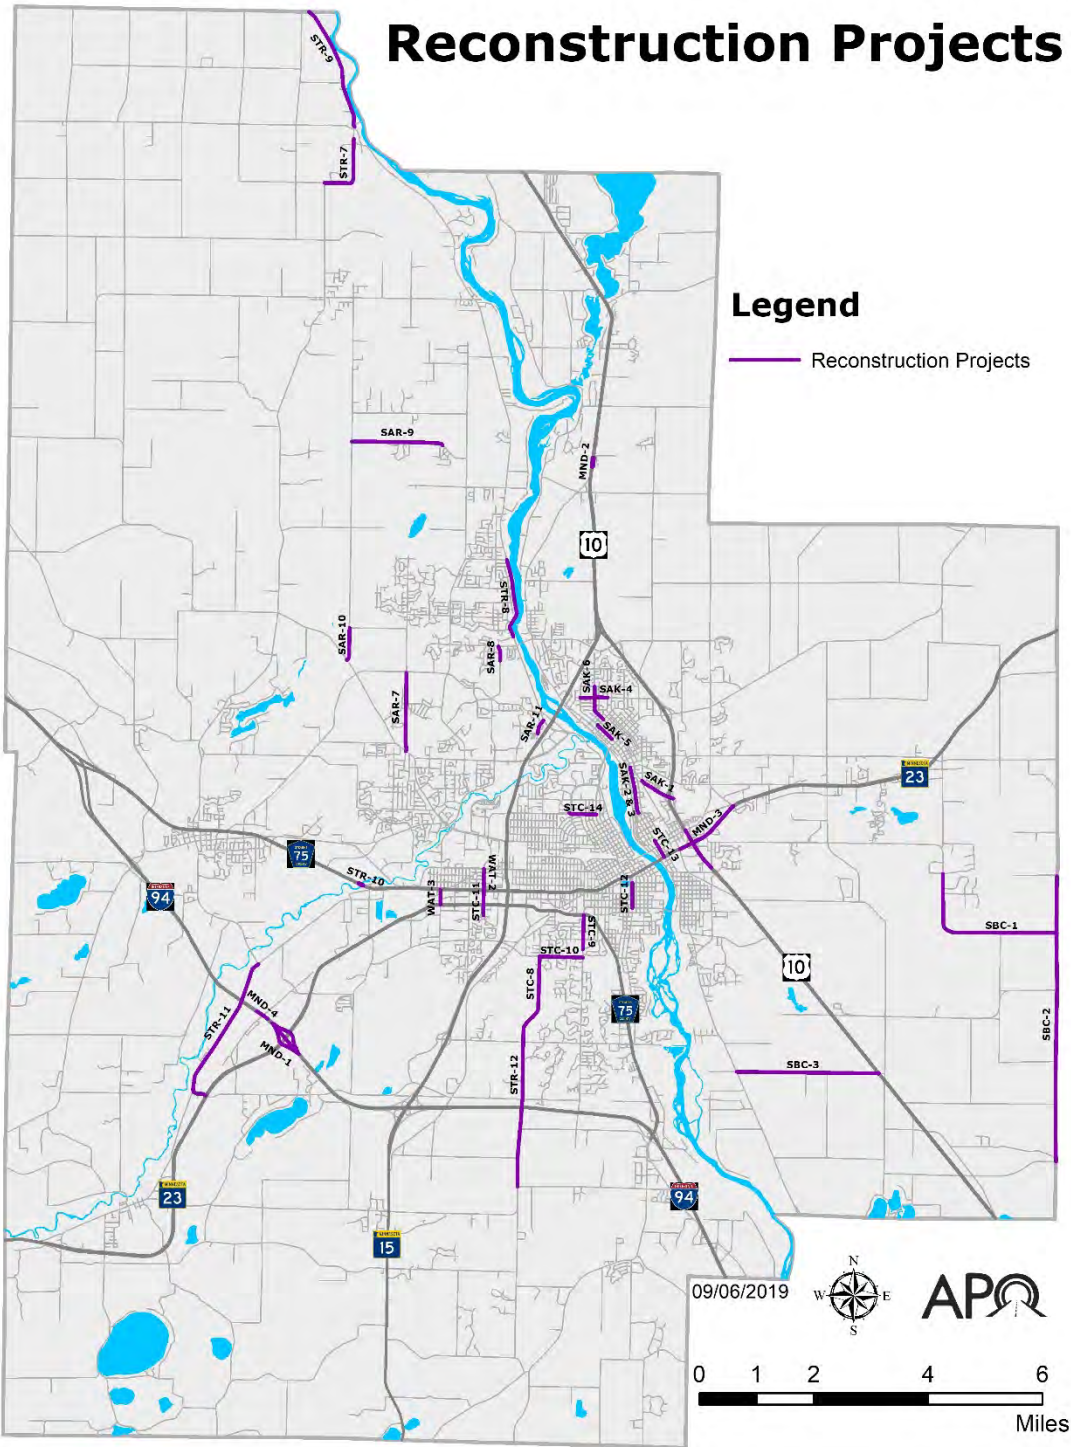 Reconstruction Projects
STR-9
STR-7
Legend
Reconstruction Projects
SAR-9
MND-2
10
STR-8
SAR-10
SAR-8
SAK-6
SAK-4
SAR-7
SAR-11
SAK-5
23
SAK-2 & 3
SAK-1
STC-14
MND-3
STC-13
75
STR-10
WAT-2
WAT-3
STC-11
STC-12
94
STC-9
SBC-1
STC-10
10
STC-8
75
MND-4
STR-11
SBC-2
MND-1
STR-12
SBC-3
23
94
15
09/06/2019
N
W E
S
APO
0 1 2 4 6
Miles